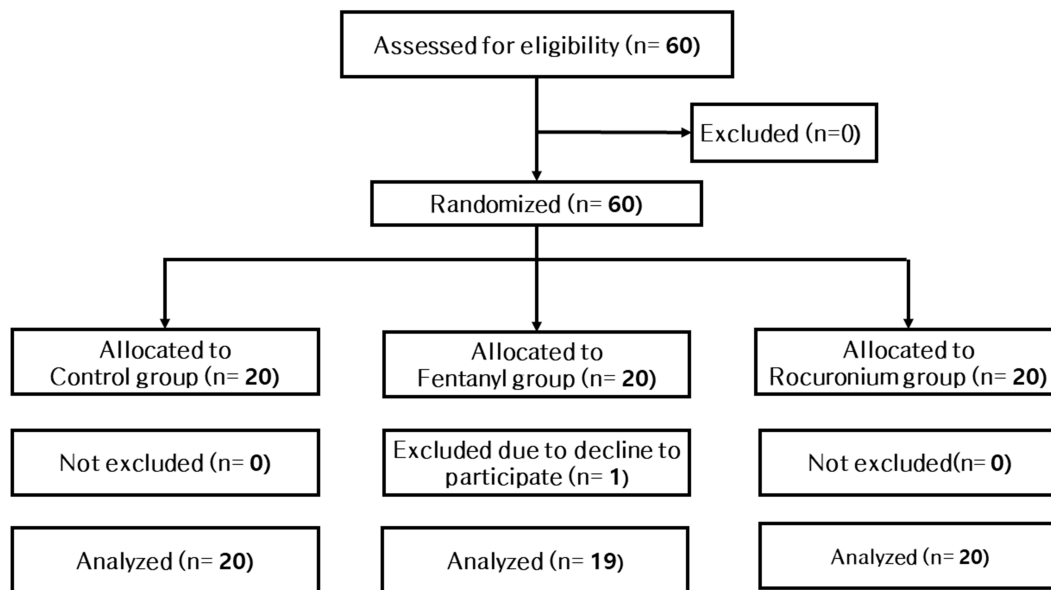 Assessed for eligibility (n= 60)
Excluded (n=0)
Randomized (n= 60)
Allocated to
Control group (n= 20)
Allocated to
Fentanyl group (n= 20)
Allocated to
Rocuronium group (n= 20)
Not excluded (n= 0)
Excluded due to decline to
participate (n= 1)
Not excluded(n= 0)
Analyzed (n= 20)
Analyzed (n= 19)
Analyzed (n= 20)